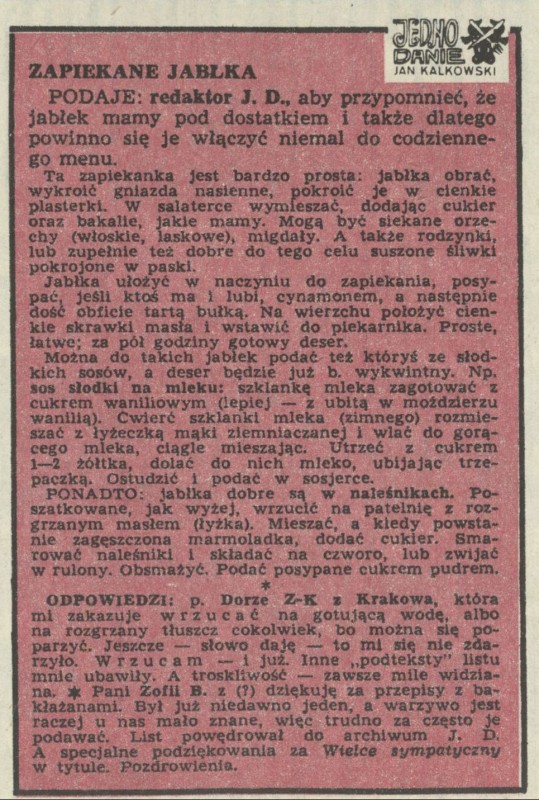 JEDNO
DANIE
JAN KALKOWSKI
ZAPIEKANE JABŁKA
PODAJE: redaktor J. D., aby przypomnieć, że
jabłek mamy pod dostatkiem i także dlatego
powinno się je włączyć niemal do codzienne-
go menu.
Ta zapiekanka jest bardzo prosta: jabłka obrać,
wykroić gniazda nasienne, pokroić je w cienkie
plasterki. W salaterce wymieszać, dodając cukier
oraz bakalie, jakie mamy. Mogą być siekane orze-
chy (włoskie, laskowe), migdały. A także rodzynki,
lub zupełnie też dobre do tego celu suszone śliwki
pokrojone w paski.
Jabłka ułożyć w naczyniu do zapiekania, posy-
pać, jeśli ktoś ma i lubi, cynamonem, a następnie
dość obficie tartą bułką. Na wierzchu położyć cien-
kie skrawki masła i wstawić do piekarnika. Proste,
łatwe; za pół godziny gotowy deser.
Można do takich jabłek podać też któryś ze słod-
kich sosów, a deser będzie już b. wykwintny. Np.
sos słodki na mleku: szklankę mleka zagotować z
cukrem waniliowym (lepiej — z ubitą w moździerzu
wanilią). Ćwierć szklanki mleka (zimnego) rozmie-
szać z łyżeczką mąki ziemniaczanej i wlać do gorą-
cego mleka, ciągle mieszając. Utrzeć z cukrem
1—2 żółtka, dolać do nich mleko, ubijając trze-
paczką. Ostudzić i podać w sosjerce.
PONADTO: jabłka dobre są w naleśnikach. Po-
szatkowane, jak wyżej, wrzucić na patelnię z roz-
grzanym masłem (łyżka). Mieszać, a kiedy powsta-
nie zagęszczona marmoladka, dodać cukier. Sma-
rować naleśniki i składać na czworo, lub zwijać
w rulony. Obsmażyć. Podać posypane cukrem pudrem.
*
ODPOWIEDZI: p. Dorze Z-K z Krakowa, która
mi zakazuje wrzucać na gotującą wodę, albo
na rozgrzany tłuszcz cokolwiek, bo można się po-
parzyć. Jeszcze — słowo daję — to mi się nie zda-
rzyło. Wrzucam — i już. Inne „podteksty" listu
mnie ubawiły. A troskliwość — zawsze mile widzia-
na. * Pani Zofii B. z (?) dziękuję za przepisy z ba-
kłażanami. Był już niedawno jeden, a warzywo jest
raczej u nas mało znane, więc trudno za często je
podawać. List powędrował do archiwum J. D.
A specjalne podziękowania za Wielce sympatyczny
w tytule. Pozdrowienia.